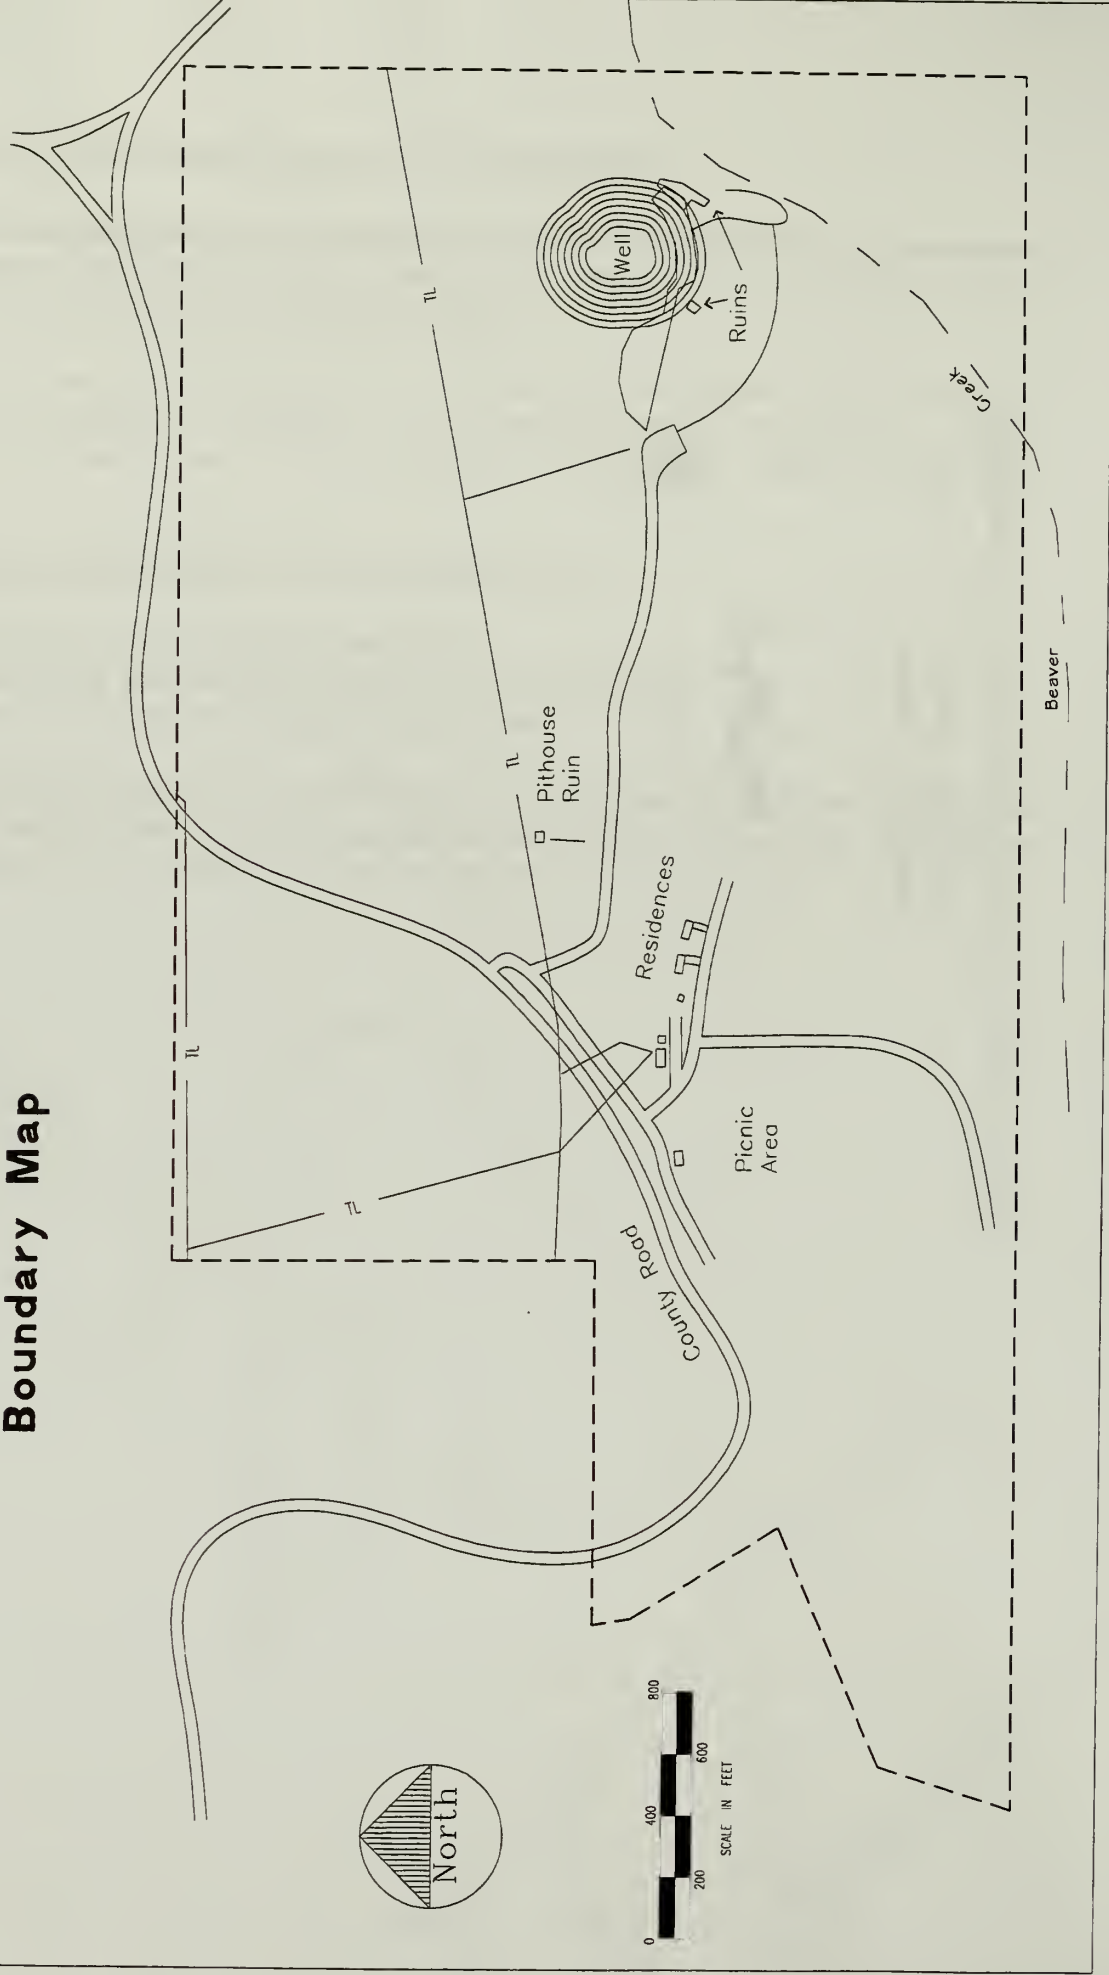 Boundary Map
TL
Well
Ruins
Creek
TL
Pithouse
Ruin
Beaver
Residences
TL
Picnic
Area
TL
County Road
North
0
200
400
600
800
SCALE IN FEET